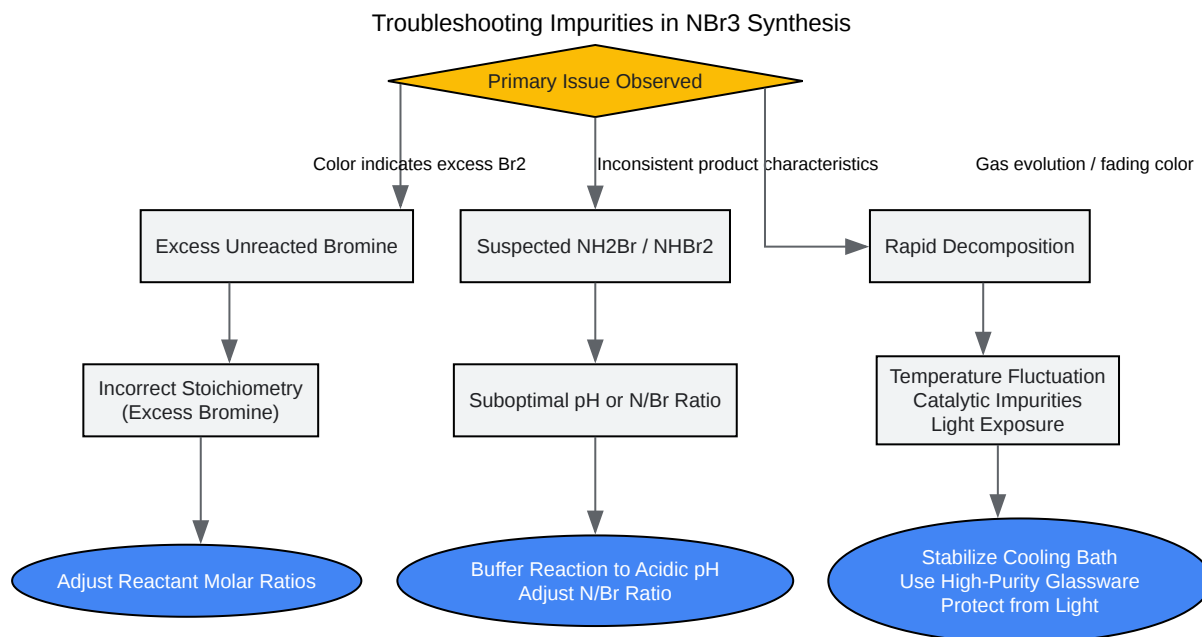 Troubleshooting Impurities in NBr3 Synthesis
Primary Issue Observed
Color indicates excess Br2
Inconsistent product characteristics
Gas evolution / fading color
Excess Unreacted Bromine
Suspected NH2Br / NHBr2
Rapid Decomposition
Incorrect Stoichiometry
(Excess Bromine)
Suboptimal pH or N/Br Ratio
Temperature Fluctuation
Catalytic Impurities
Light Exposure
Adjust Reactant Molar Ratios
Buffer Reaction to Acidic pH
Adjust N/Br Ratio
Stabilize Cooling Bath
Use High-Purity Glassware
Protect from Light